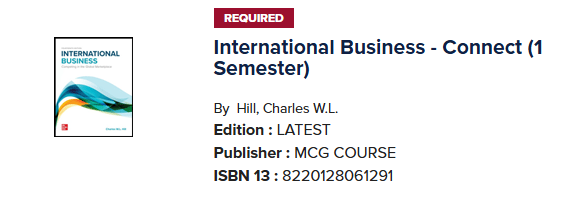 REQUIRED
International Business - Connect (1
Semester)
INTERNATIONAL
BUSINESS
By Hill, Charles W.L.
Edition : LATEST
Publisher : MCG COURSE
ISBN 13 : 8220128061291